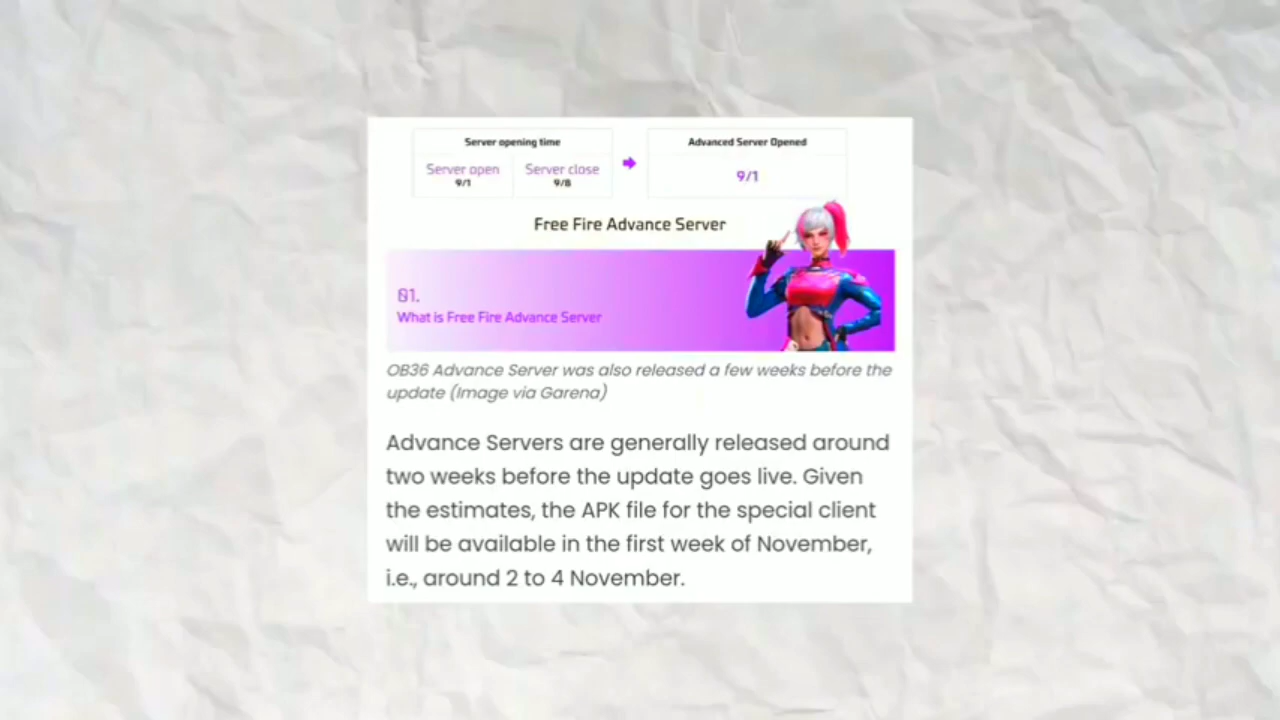 Server opening time
Advanced Server Opened
Server open
Server close
9/1
9/8
9/1
Free Fire Advance Server
01.
What is Free Fire Advance Server
OB36 Advance Server was also released a few weeks before the
update (Image via Garena)
Advance Servers are generally released around
two weeks before the update goes live. Given
the estimates, the APK file for the special client
will be available in the first week of November,
i.e., around 2 to 4 November.